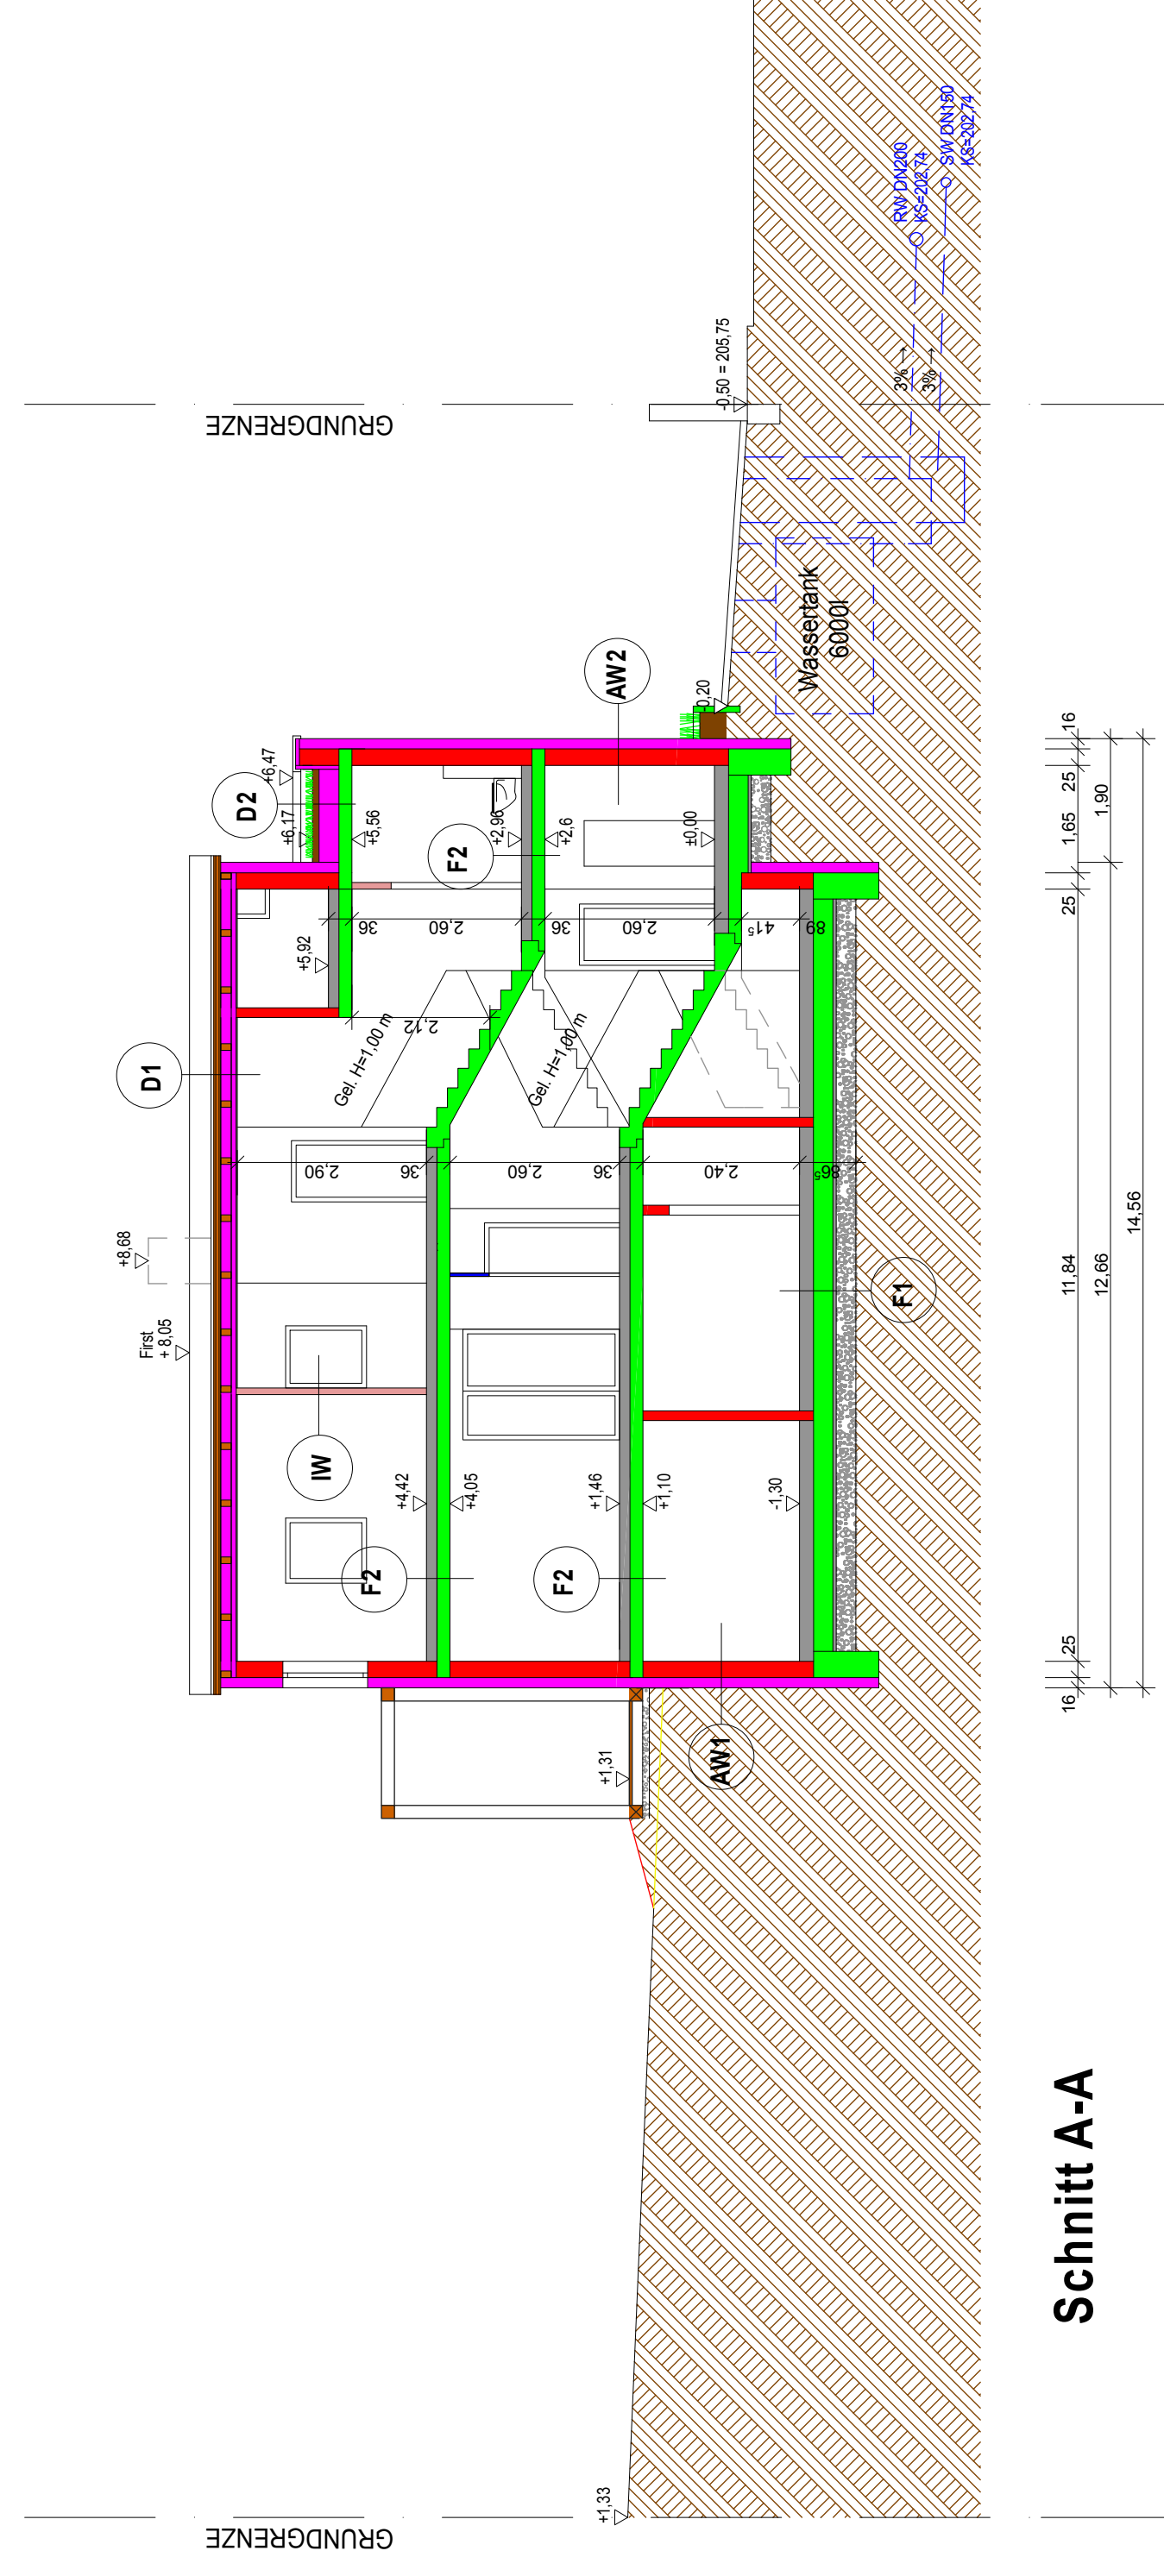 GRUNDGRENZE
GRUNDGRENZE
+1,33
First
+ 8,05
+8,68
D1
D2
+6,47
+6,17
+5,56
+5,92
IW
F2
F2
F2
AW2
AW1
F1
+2,96
+2,6
±0,00
-0,20
-0,50 = 205,75
+4,42
+4,05
+1,46
+1,10
-1,30
+1,31
Gel. H=1,00 m
Gel. H=1,00 m
2,12
36
2,60
36
2,60
41⁵
89
2,90
36
2,60
36
2,40
86⁵
Wassertank
6000l
RW DN200
KS=202,74
SW DN150
KS=202,74
3%
3%
16
25
11,84
25
1,65
25
16
12,66
1,90
14,56
Schnitt A-A